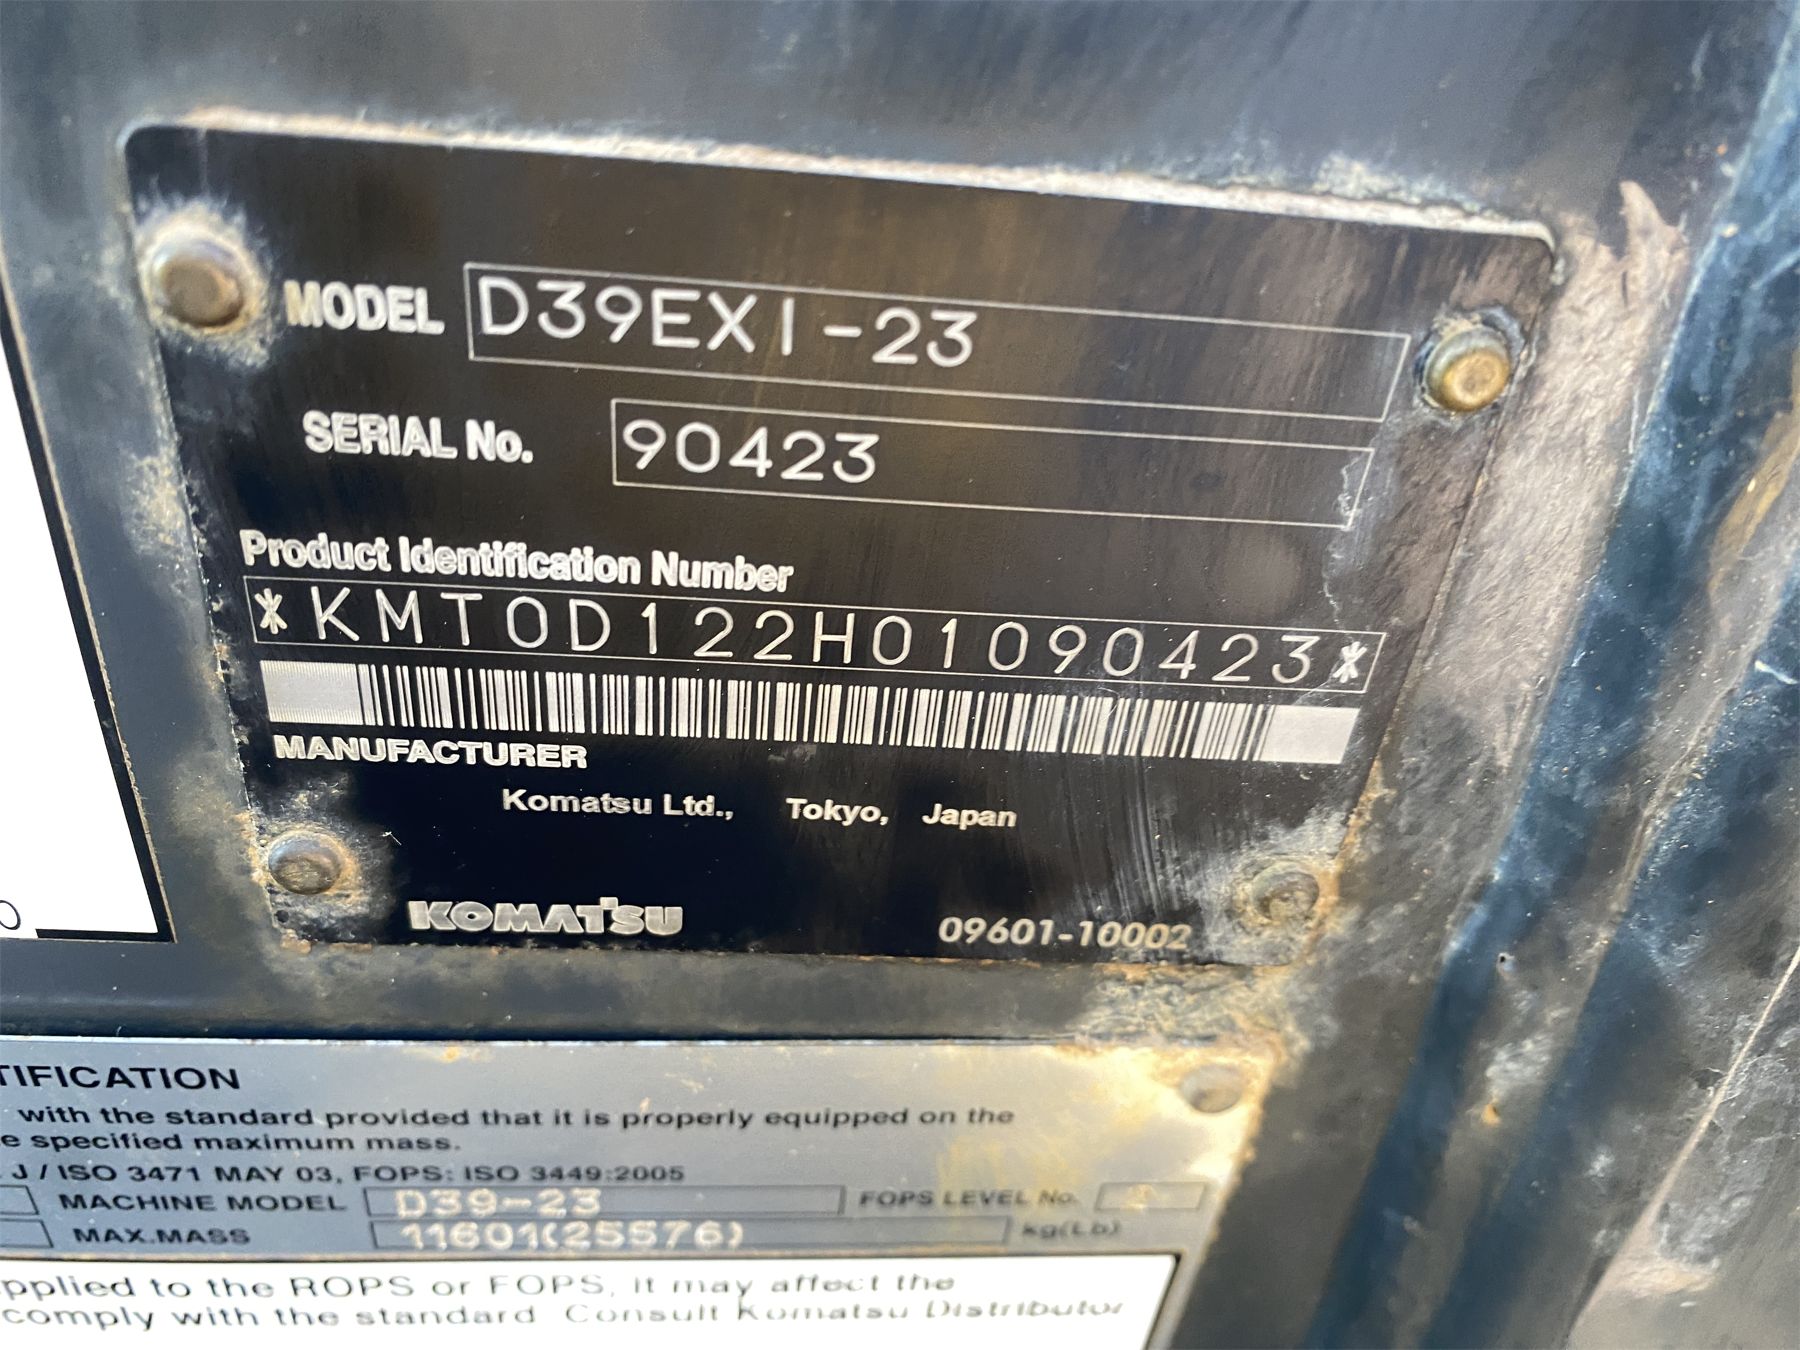 MODEL D39EXI-23
SERIAL No. 90423
Product Identification Number
*KMT0D122H01090423*
MANUFACTURER
Komatsu Ltd., Tokyo, Japan
KOMATSU 09601-10002
with the standard provided that it is properly equipped on the
specified maximum mass.
J / ISO 3471 MAY 03, FOPS: ISO 3449:2005
MACHINE MODEL D39-23 FOPS LEVEL No.
MAX.MASS 11601(25576) kg(Lb)
to the ROPS or FOPS, it may affect the
comply with the standard Consult Komatsu Distributor